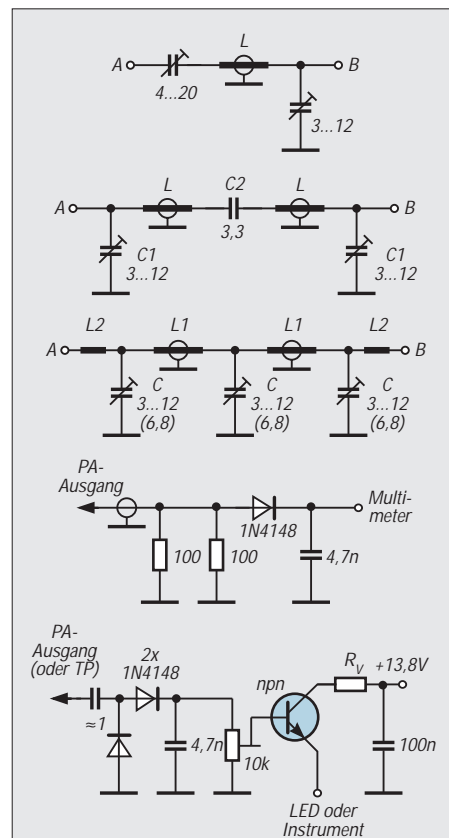 L
A
B
4...20
3...12
L
C2
L
A
B
3,3
C1
3...12
C1
3...12
L2
L1
L1
L2
A
B
C
3...12
(6,8)
C
3...12
(6,8)
C
3...12
(6,8)
PA-
Ausgang
Multi-
meter
1N4148
100
100
4,7n
PA-
Ausgang
(oder TP)
2x
1N4148
npn
RV
+13,8V
≈1
4,7n
10k
100n
LED oder
Instrument